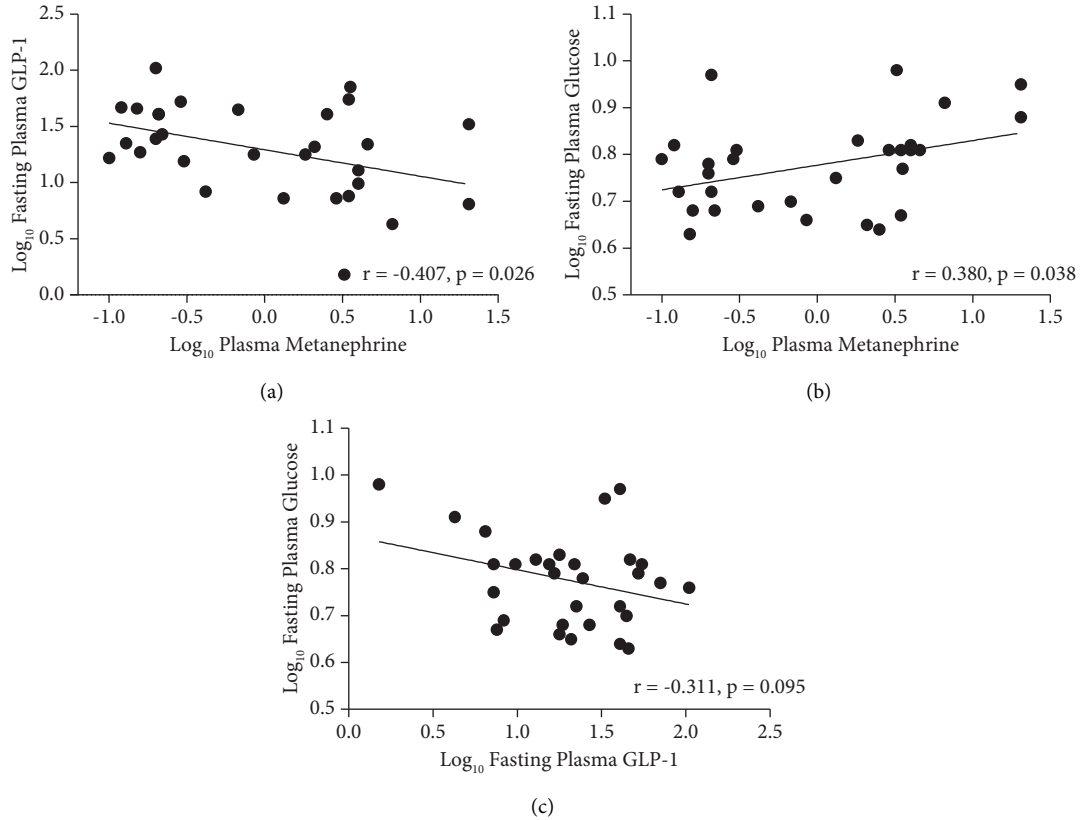 Log10 Fasting Plasma GLP-1
2.5
2.0
1.5
1.0
0.5
0.0
r = -0.407, p = 0.026
-1.0 -0.5 0.0 0.5 1.0 1.5
Log10 Plasma Metanephrine
(a)
Log10 Fasting Plasma Glucose
1.1
1.0
0.9
0.8
0.7
0.6
0.5
r = 0.380, p = 0.038
-1.0 -0.5 0.0 0.5 1.0 1.5
Log10 Plasma Metanephrine
(b)
Log10 Fasting Plasma Glucose
1.1
1.0
0.9
0.8
0.7
0.6
0.5
r = -0.311, p = 0.095
0.0 0.5 1.0 1.5 2.0 2.5
Log10 Fasting Plasma GLP-1
(c)